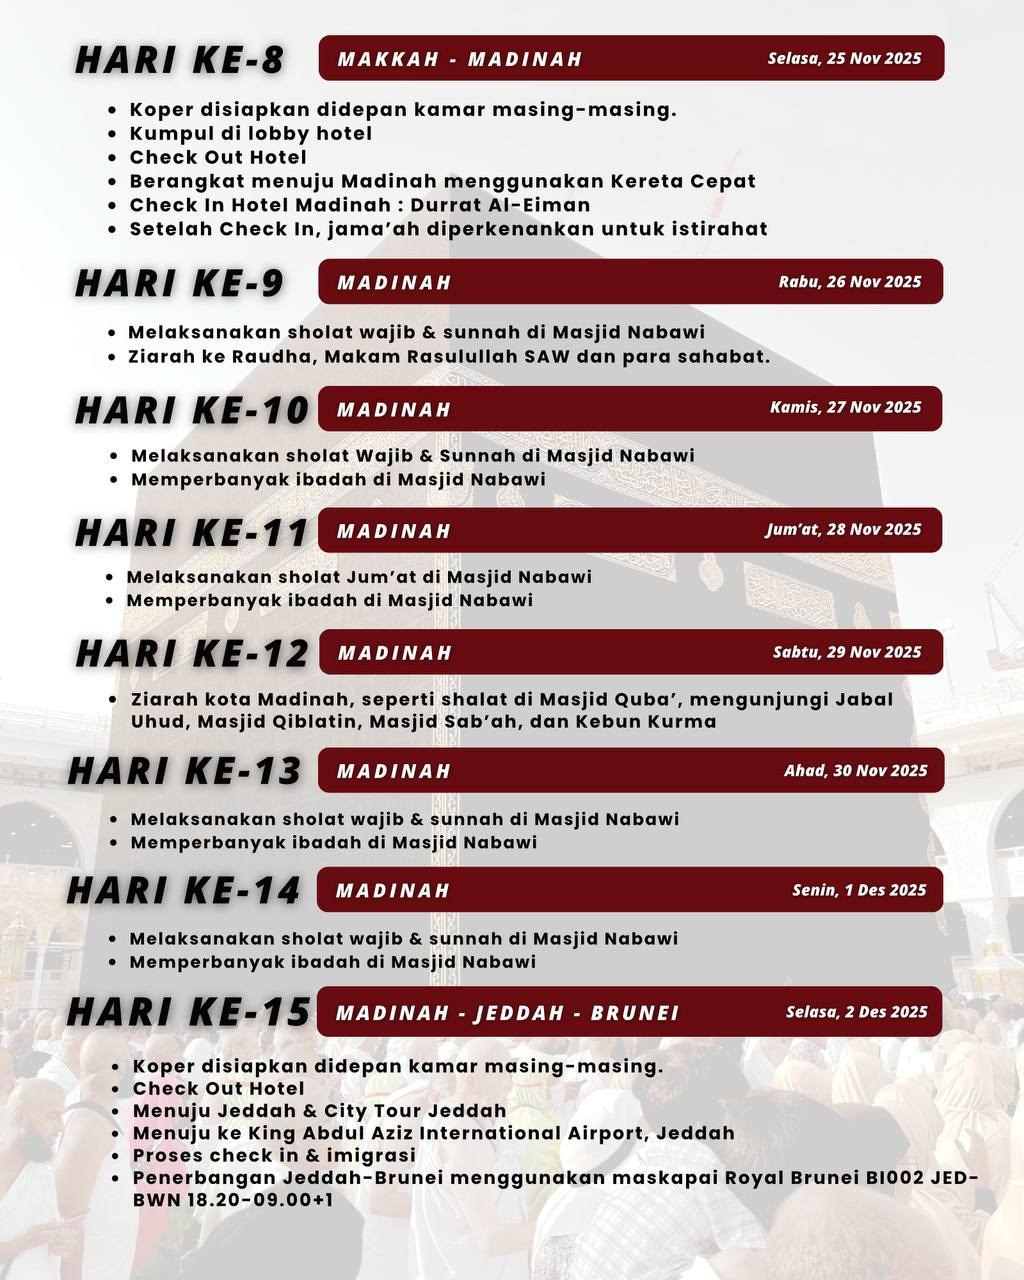 HARI KE-8
MAKKAH - MADINAH
Selasa, 25 Nov 2025
• Koper disiapkan didepan kamar masing-masing.
• Kumpul di lobby hotel
• Check Out Hotel
• Berangkat menuju Madinah menggunakan Kereta Cepat
• Check In Hotel Madinah : Durrat Al-Eiman
• Setelah Check In, jama’ah diperkenankan untuk istirahat
HARI KE-9
MADINAH
Rabu, 26 Nov 2025
• Melaksanakan sholat wajib & sunnah di Masjid Nabawi
• Ziarah ke Raudha, Makam Rasulullah SAW dan para sahabat.
HARI KE-10
MADINAH
Kamis, 27 Nov 2025
• Melaksanakan sholat Wajib & Sunnah di Masjid Nabawi
• Memperbanyak ibadah di Masjid Nabawi
HARI KE-11
MADINAH
Jum’at, 28 Nov 2025
• Melaksanakan sholat Jum’at di Masjid Nabawi
• Memperbanyak ibadah di Masjid Nabawi
HARI KE-12
MADINAH
Sabtu, 29 Nov 2025
• Ziarah kota Madinah, seperti shalat di Masjid Quba’, mengunjungi Jabal
Uhud, Masjid Qiblatin, Masjid Sab’ah, dan Kebun Kurma
HARI KE-13
MADINAH
Ahad, 30 Nov 2025
• Melaksanakan sholat wajib & sunnah di Masjid Nabawi
• Memperbanyak ibadah di Masjid Nabawi
HARI KE-14
MADINAH
Senin, 1 Des 2025
• Melaksanakan sholat wajib & sunnah di Masjid Nabawi
• Memperbanyak ibadah di Masjid Nabawi
HARI KE-15
MADINAH - JEDDAH - BRUNEI
Selasa, 2 Des 2025
• Koper disiapkan didepan kamar masing-masing.
• Check Out Hotel
• Menuju Jeddah & City Tour Jeddah
• Menuju ke King Abdul Aziz International Airport, Jeddah
• Proses check in & imigrasi
• Penerbangan Jeddah-Brunei menggunakan maskapai Royal Brunei BI002 JED-
BWN 18.20-09.00+1